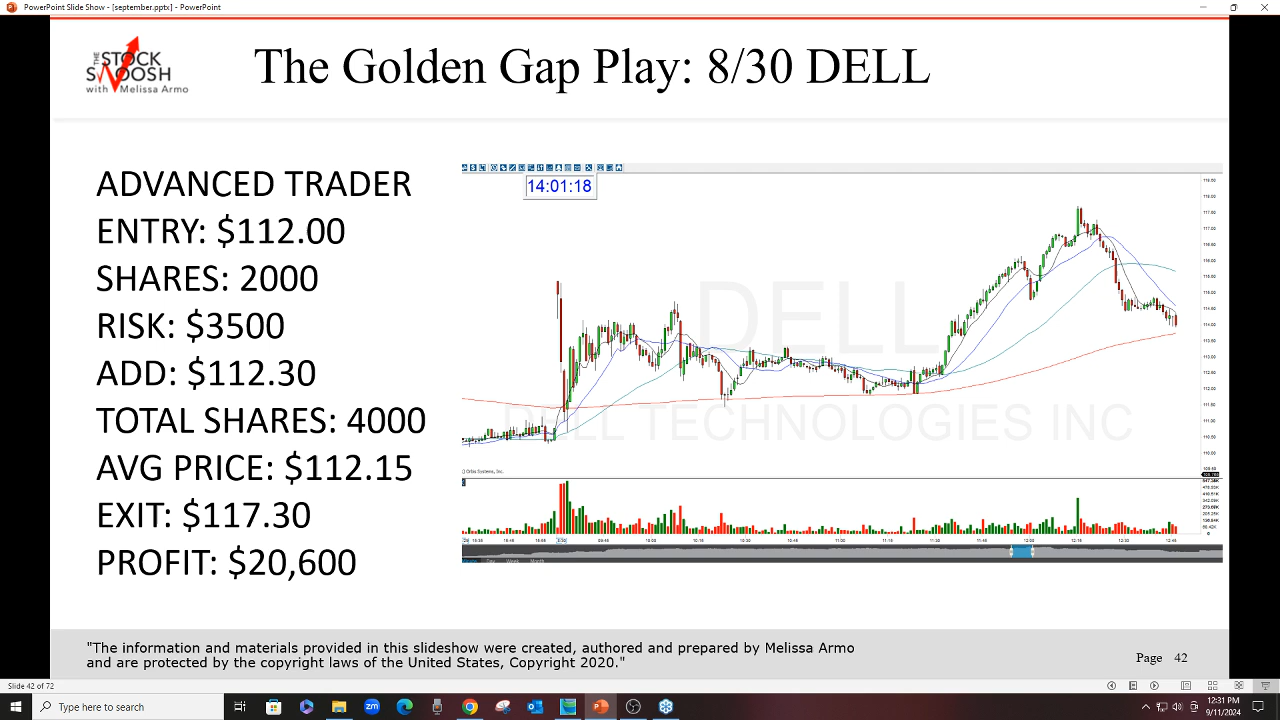 PowerPoint Slide Show - [september.pptx] - PowerPoint
THE
STOCK
SWOOSH
with Melissa Armo
The Golden Gap Play: 8/30 DELL
ADVANCED TRADER
ENTRY: $112.00
SHARES: 2000
RISK: $3500
ADD: $112.30
TOTAL SHARES: 4000
AVG PRICE: $112.15
EXIT: $117.30
PROFIT: $20,600
14:01:18
DELL
DELL TECHNOLOGIES INC
Day Week Month
"The information and materials provided in this slideshow were created, authored and prepared by Melissa Armo
and are protected by the copyright laws of the United States, Copyright 2020."
Page 42
Slide 42 of 72
Type here to search
12:31 PM
9/11/2024